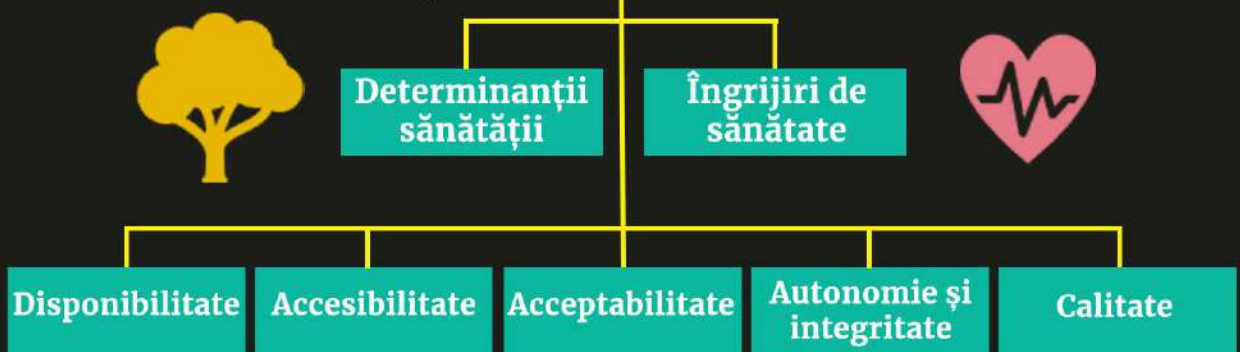 Determinanții
sănătății
Îngrijiri de
sănătate
Disponibilitate
Accesibilitate
Acceptabilitate
Autonomie și
integritate
Calitate